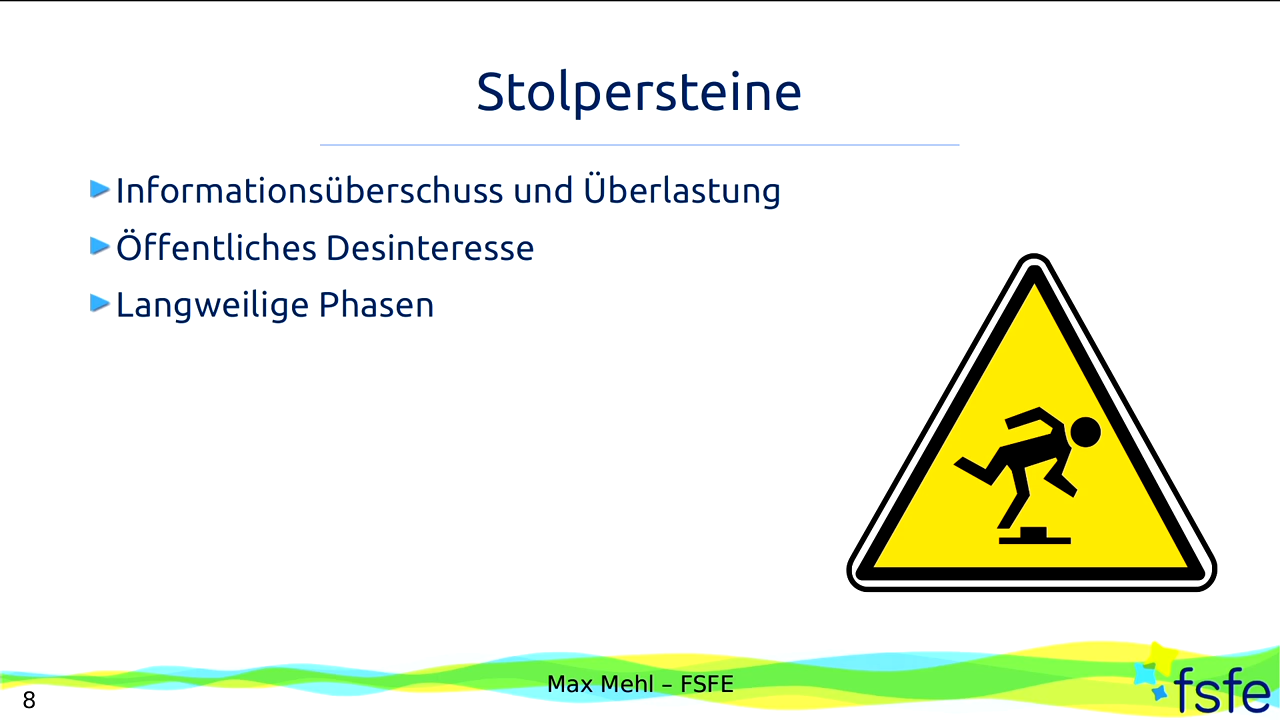 Stolpersteine
Informationsüberschuss und Überlastung
Öffentliches Desinteresse
Langweilige Phasen
Max Mehl – FSFE
8
fsfe